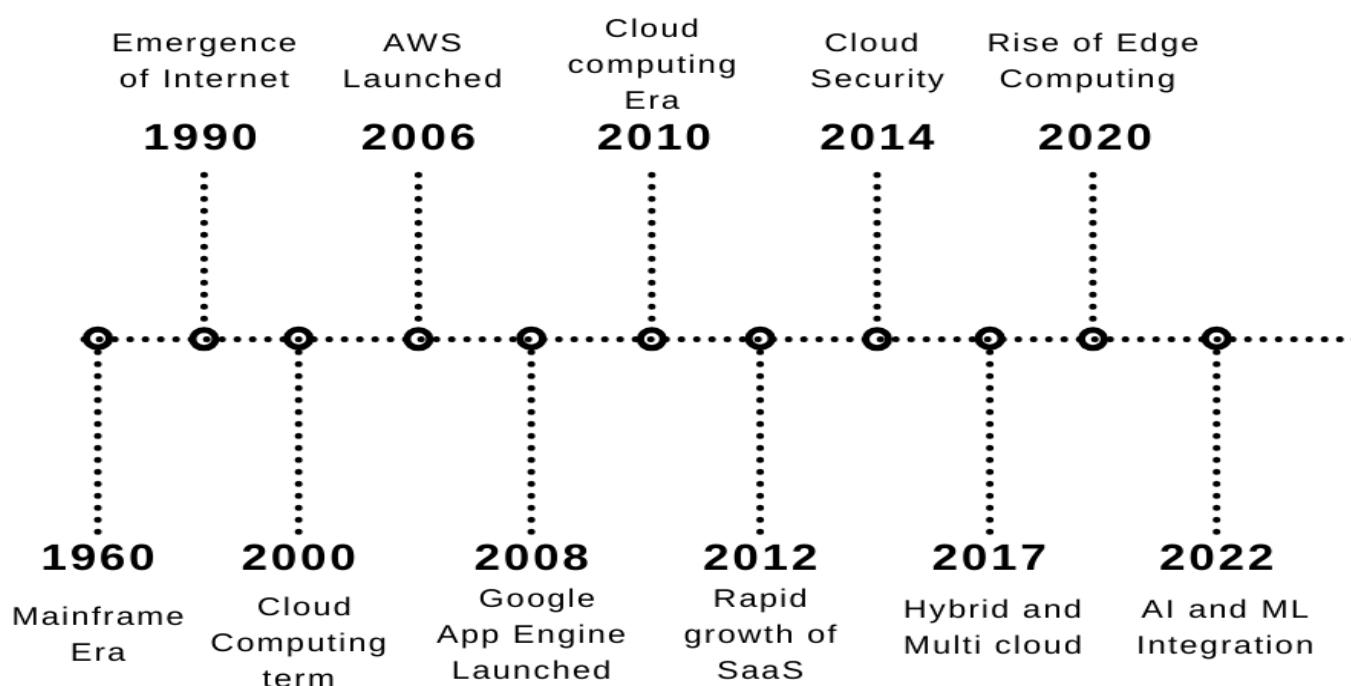 Emergence
of Internet
1990
AWS
Launched
2006
Cloud
computing
Era
2010
Cloud
Security
2014
Rise of Edge
Computing
2020
1960
Mainframe
Era
2000
Cloud
Computing
term
2008
Google
App Engine
Launched
2012
Rapid
growth of
SaaS
2017
Hybrid and
Multi cloud
2022
AI and ML
Integration